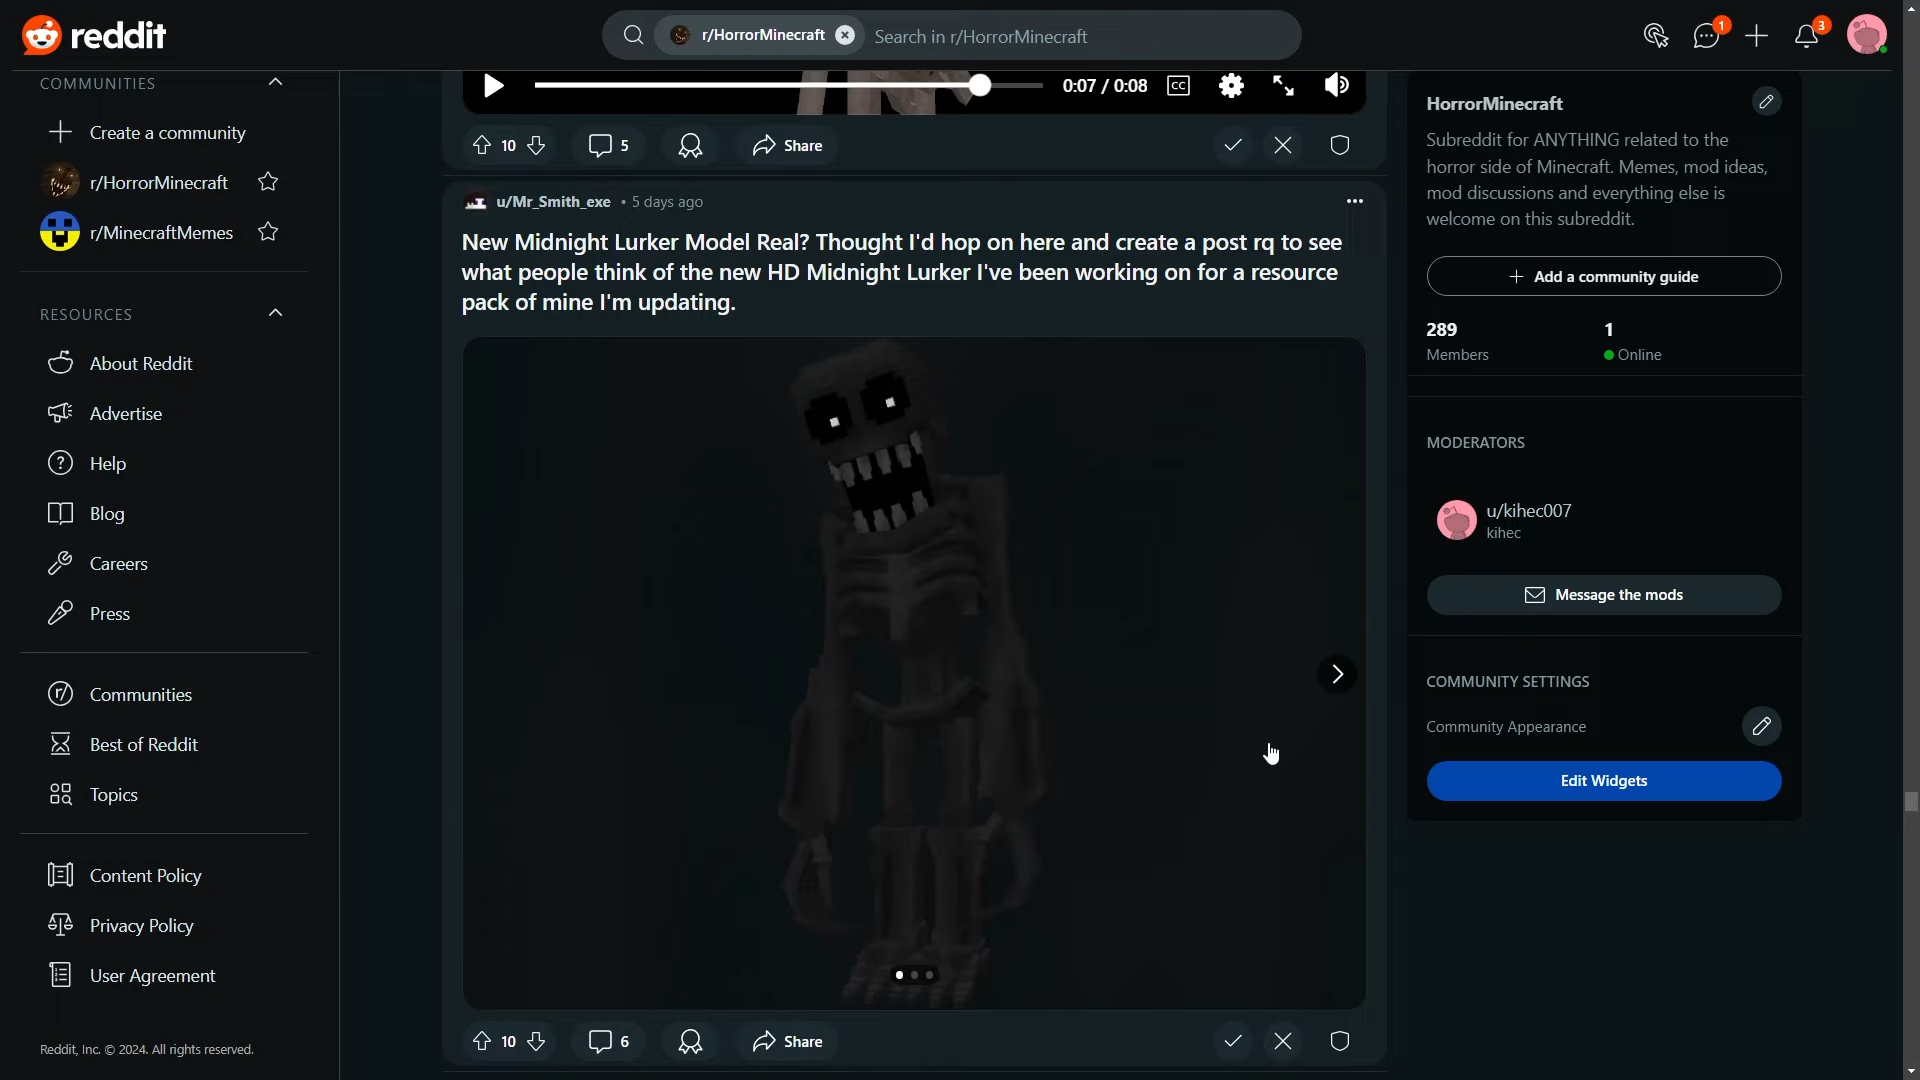 reddit
r/HorrorMinecraft
Search in r/HorrorMinecraft
1
3
COMMUNITIES
Create a community
r/HorrorMinecraft
r/MinecraftMemes
RESOURCES
About Reddit
Advertise
Help
Blog
Careers
Press
Communities
Best of Reddit
Topics
Content Policy
Privacy Policy
User Agreement
Reddit, Inc. © 2024. All rights reserved.
0:07 / 0:08
CC
10
5
Share
u/Mr_Smith_exe • 5 days ago
New Midnight Lurker Model Real? Thought I'd hop on here and create a post rq to see
what people think of the new HD Midnight Lurker I've been working on for a resource
pack of mine I'm updating.
10
6
Share
HorrorMinecraft
Subreddit for ANYTHING related to the
horror side of Minecraft. Memes, mod ideas,
mod discussions and everything else is
welcome on this subreddit.
Add a community guide
289
1
Members
Online
MODERATORS
u/kihec007
kihec
Message the mods
COMMUNITY SETTINGS
Community Appearance
Edit Widgets